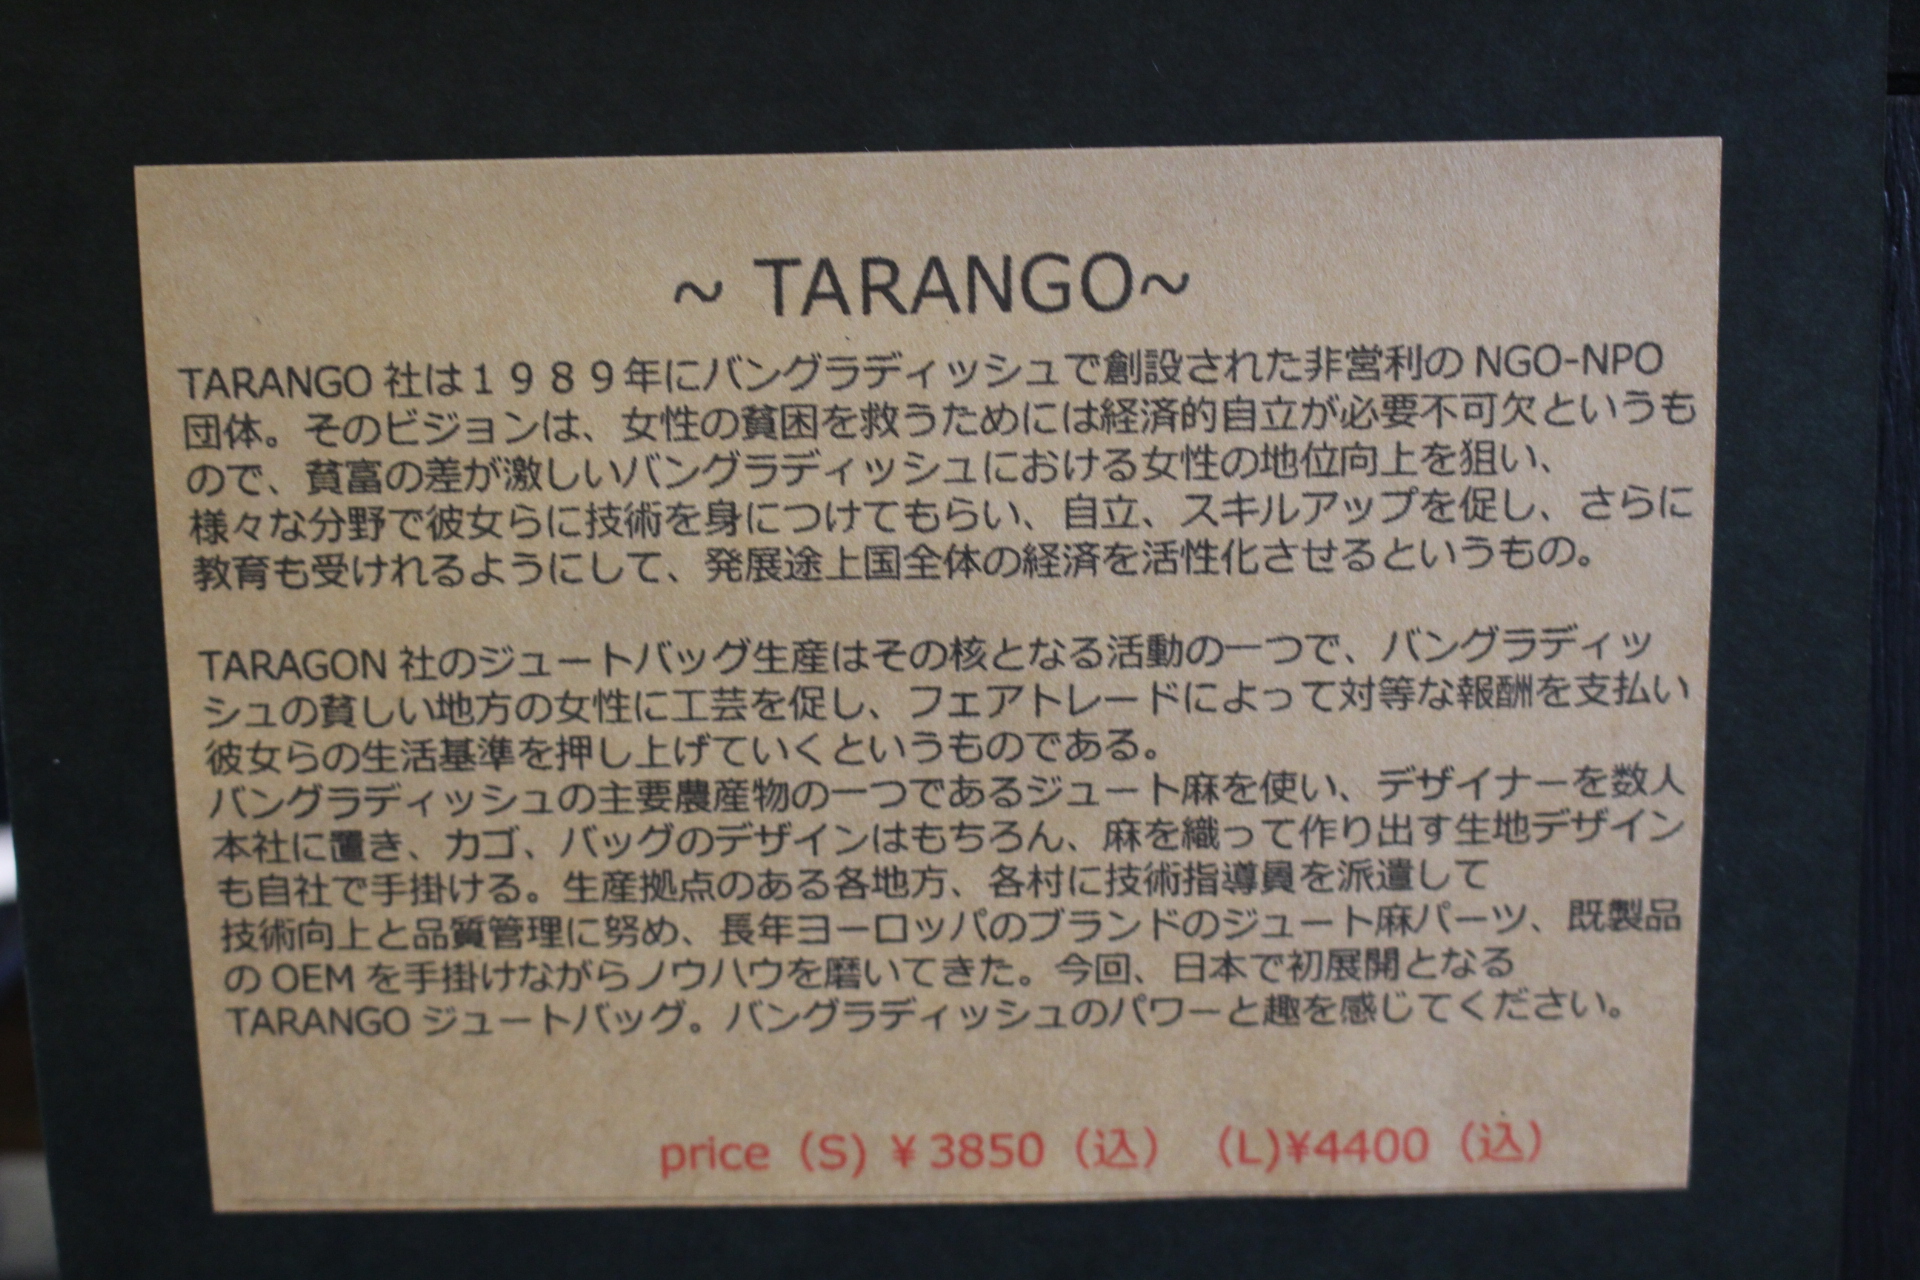 ~ TARANGO~
TARANGO 社は１９８９年にバングラディッシュで創設された非営利の NGO-NPO
団体。そのビジョンは、女性の貧困を救うためには経済的自立が必要不可欠というも
ので、貧富の差が激しいバングラディッシュにおける女性の地位向上を狙い、
様々な分野で彼女らに技術を身につけてもらい、自立、スキルアップを促し、さらに
教育も受けれるようにして、発展途上国全体の経済を活性化させるというもの。
TARAGON 社のジュートバッグ生産はその核となる活動の一つで、バングラディッ
シュの貧しい地方の女性に工芸を促し、フェアトレードによって対等な報酬を支払い
彼女らの生活基準を押し上げていくというものである。
バングラディッシュの主要農産物の一つであるジュート麻を使い、デザイナーを数人
本社に置き、カゴ、バッグのデザインはもちろん、麻を織って作り出す生地デザイン
も自社で手掛ける。生産拠点のある各地方、各村に技術指導員を派遣して
技術向上と品質管理に努め、長年ヨーロッパのブランドのジュート麻パーツ、既製品
の OEM を手掛けながらノウハウを磨いてきた。今回、日本で初展開となる
TARANGO ジュートバッグ。バングラディッシュのパワーと趣を感じてください。
price（S) ￥3850（込） （L)¥4400（込）